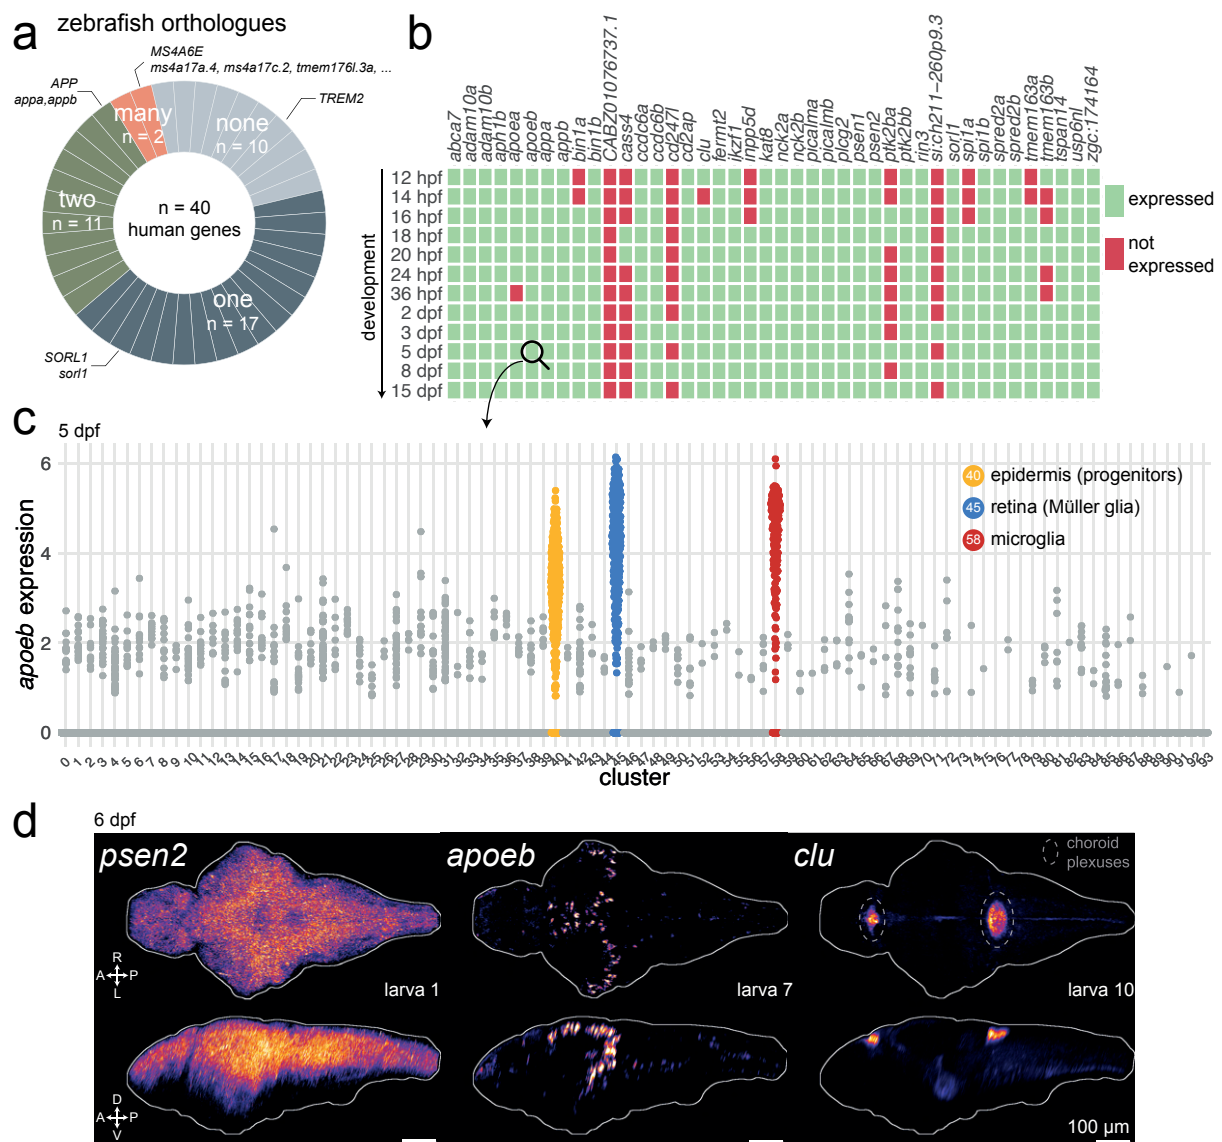 a
zebrafish orthologues
MS4A6E
ms4a17a.4, ms4a17c.2, tmem176l.3a, ...
APP
appa,appb
TREM2
many
n = 2
none
n = 10
two
n = 11
n = 40
human genes
one
n = 17
SORL1
sorl1
b
abca7
adam10a
adam10b
aph1b
apoea
apoeb
appa
appb
bin1a
bin1b
CABZ01076737.1
cass4
ccdc6a
ccdc6b
cd247l
cd2ap
clu
fermt2
ikzf1
inpp5d
kat8
nck2a
nck2b
picalma
picalmb
plcg2
psen1
psen2
ptk2ba
ptk2bb
rin3
si:ch211-260p9.3
sorl1
spi1a
spi1b
spred2a
spred2b
tmem163a
tmem163b
tspan14
usp6nl
zgc:174164
development
12 hpf
14 hpf
16 hpf
18 hpf
20 hpf
24 hpf
36 hpf
2 dpf
3 dpf
5 dpf
8 dpf
15 dpf
expressed
not
expressed
c
5 dpf
apoeb expression
6
4
2
0
40 epidermis (progenitors)
45 retina (Müller glia)
58 microglia
cluster
d
6 dpf
psen2
apoeb
clu
choroid
plexuses
R
A P
L
larva 1
larva 7
larva 10
D
A P
V
100 µm